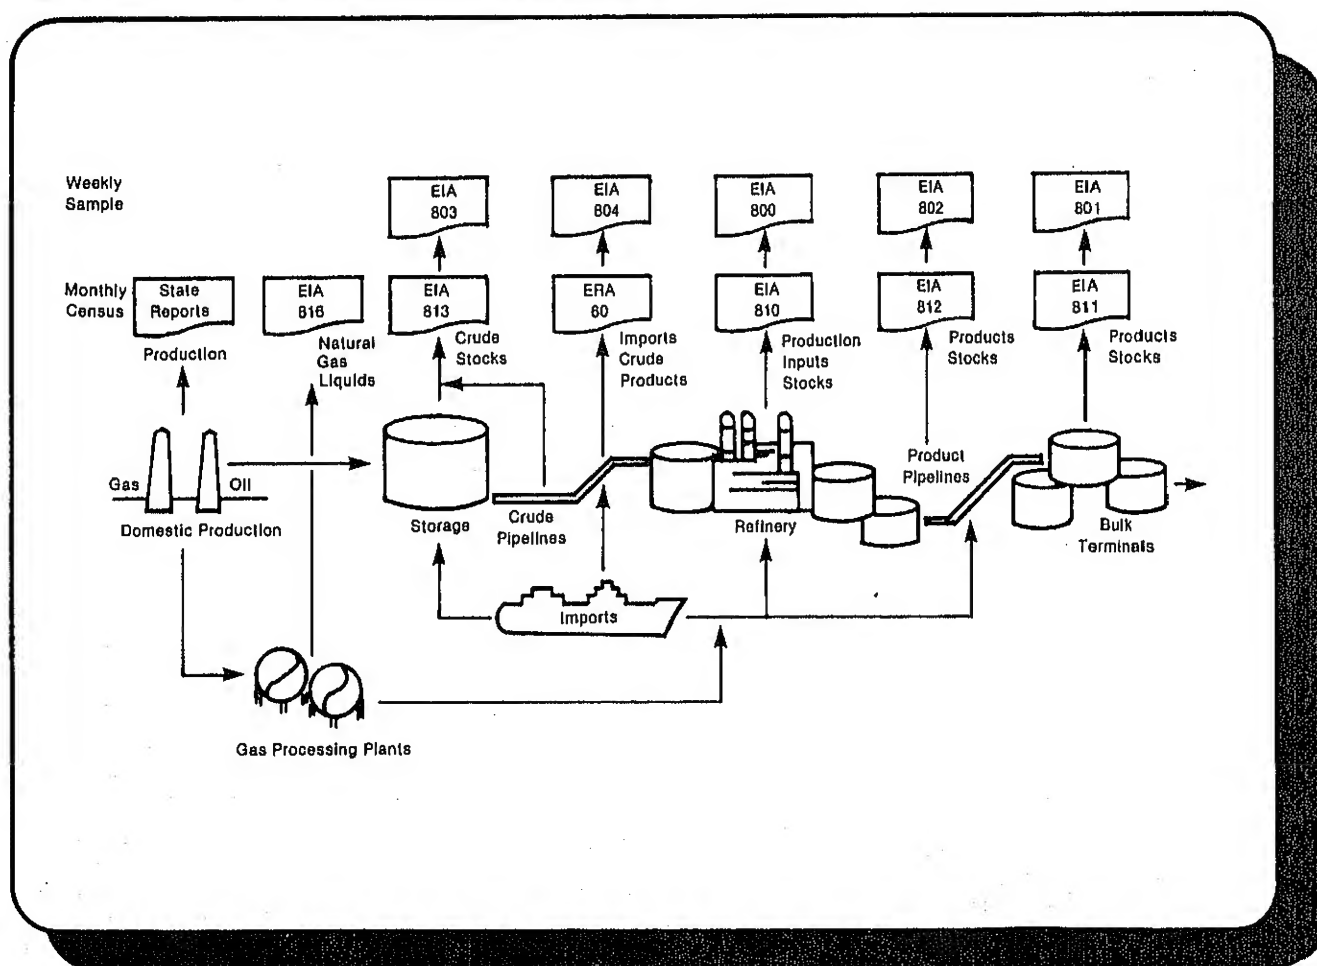 Weekly
Sample
EIA
803
EIA
804
EIA
800
EIA
802
EIA
801
Monthly
Census
State
Reports
EIA
816
EIA
813
ERA
60
EIA
810
EIA
812
EIA
811
Production
Natural
Gas
Liquids
Crude
Stocks
Imports
Crude
Products
Production
Inputs
Stocks
Products
Stocks
Products
Stocks
Gas
Oil
Domestic Production
Storage
Crude
Pipelines
Refinery
Product
Pipelines
Bulk
Terminals
Imports
Gas Processing Plants